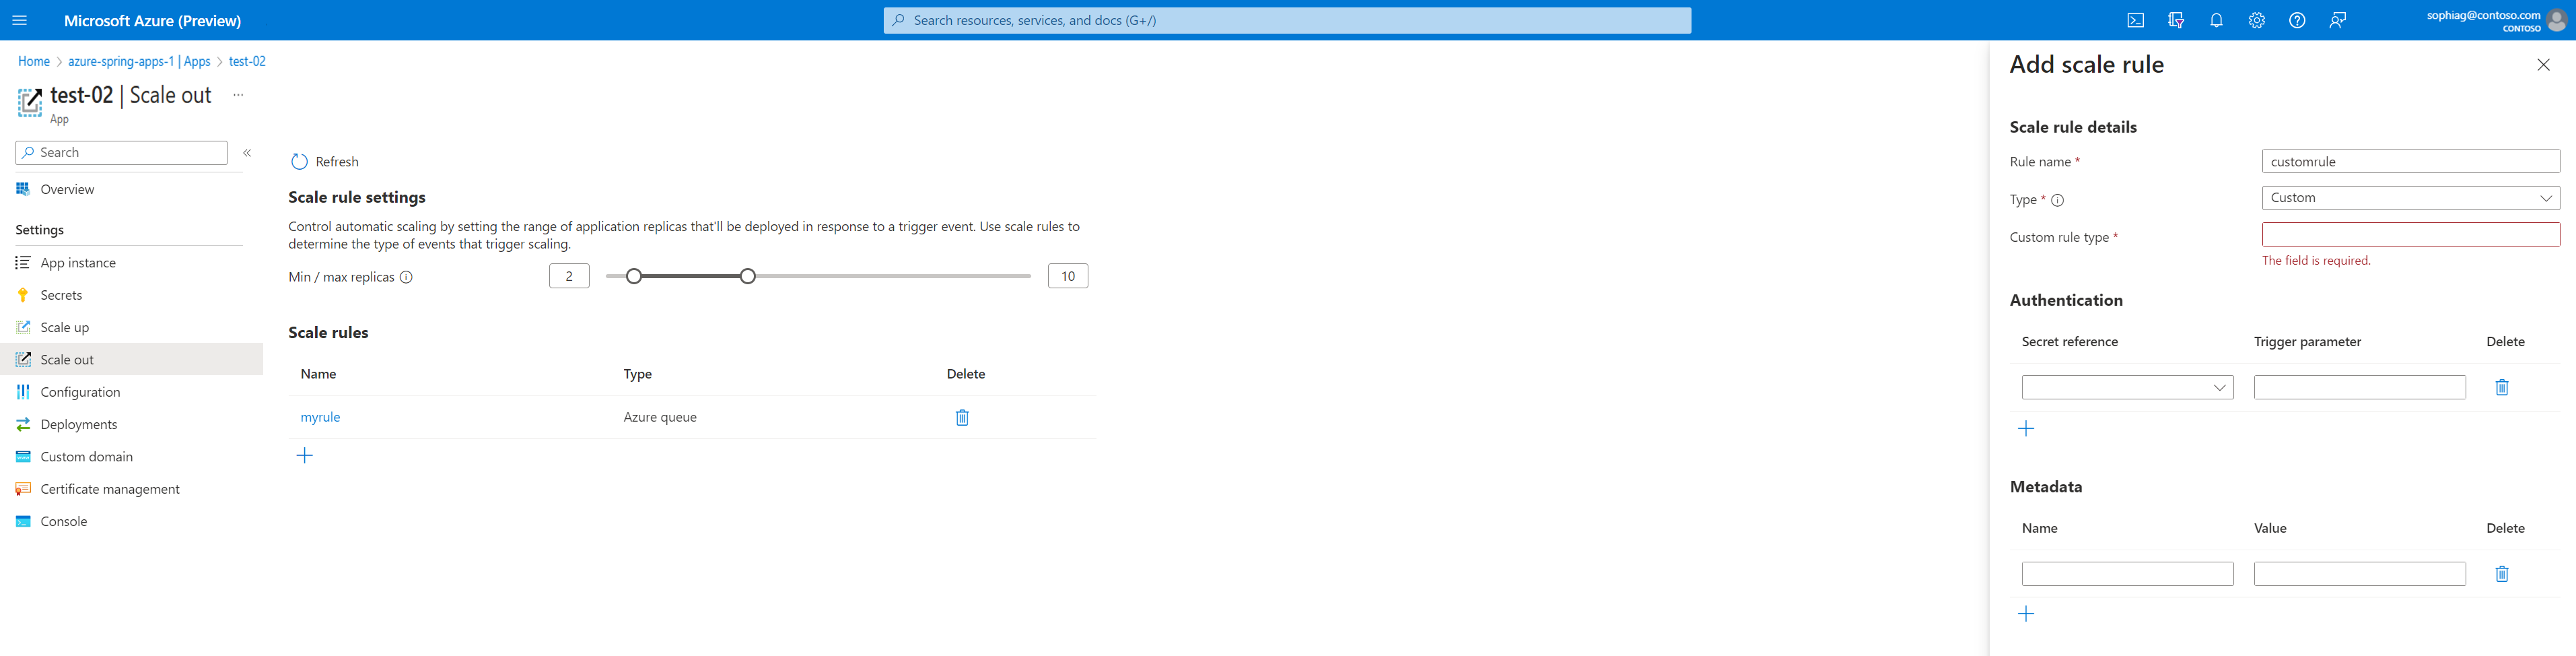 Microsoft Azure (Preview)
Search resources, services, and docs (G+/)
sophiag@contoso.com
CONTOSO
Home > azure-spring-apps-1 | Apps > test-02
test-02 | Scale out ...
App
Search
«
Overview
Settings
App instance
Secrets
Scale up
Scale out
Configuration
Deployments
Custom domain
Certificate management
Console
Refresh
Scale rule settings
Control automatic scaling by setting the range of application replicas that'll be deployed in response to a trigger event. Use scale rules to
determine the type of events that trigger scaling.
Min / max replicas 2 10
Scale rules
Name Type Delete
myrule Azure queue
Add scale rule
Scale rule details
Rule name * customrule
Type * Custom
Custom rule type *
The field is required.
Authentication
Secret reference Trigger parameter Delete
Metadata
Name Value Delete